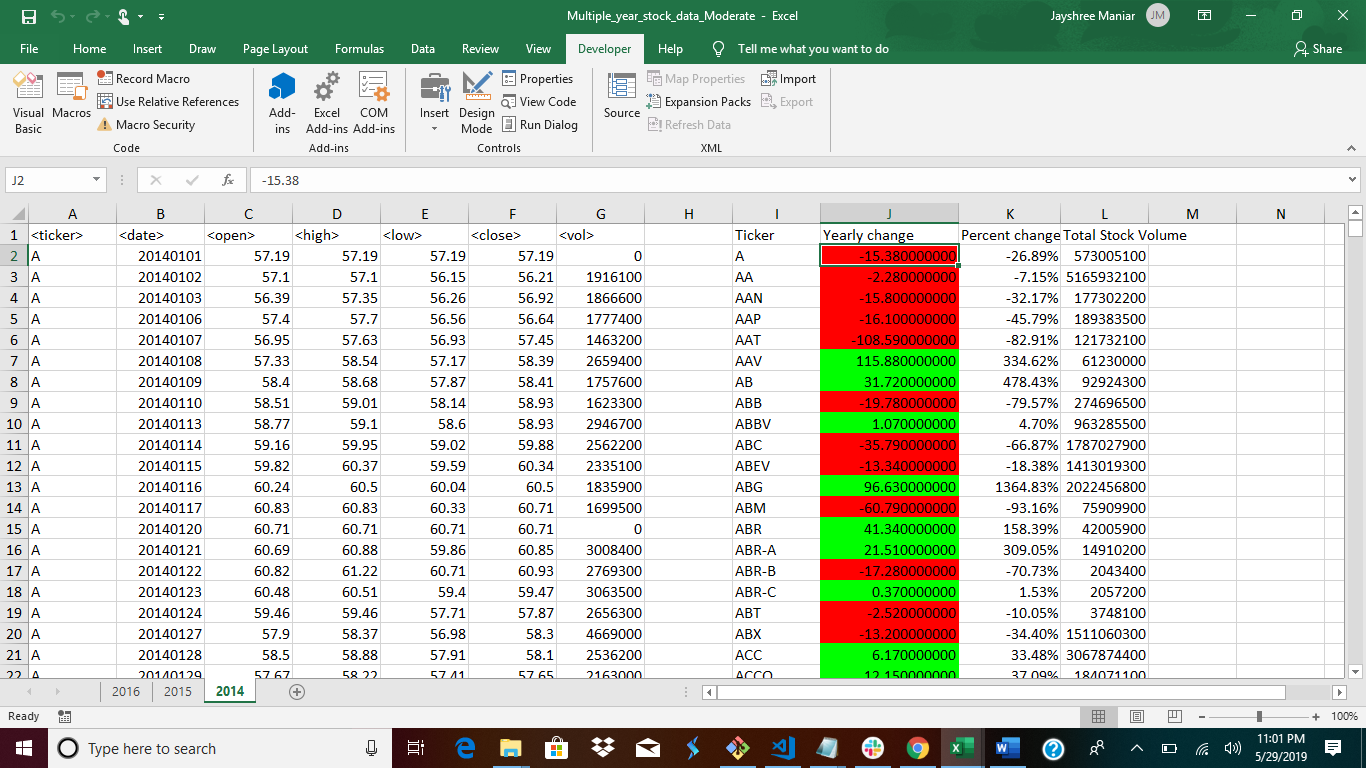 Multiple_year_stock_data_Moderate - Excel
Jayshree Maniar JM
File Home Insert Draw Page Layout Formulas Data Review View Developer Help Tell me what you want to do Share
Visual Basic
Macros
Record Macro
Use Relative References
Macro Security
Code
Add-ins
Excel Add-ins
COM Add-ins
Add-ins
Insert
Design Mode
Properties
View Code
Run Dialog
Controls
Source
Map Properties
Expansion Packs
Refresh Data
Import
Export
XML
J2 fx -15.38
A B C D E F G H I J K L M N
1 <ticker> <date> <open> <high> <low> <close> <vol> Ticker Yearly change Percent change Total Stock Volume
2 A 20140101 57.19 57.19 57.19 57.19 0 A -15.380000000 -26.89% 573005100
3 A 20140102 57.1 57.1 56.15 56.21 1916100 AA -2.280000000 -7.15% 5165932100
4 A 20140103 56.39 57.35 56.26 56.92 1866600 AAN -15.800000000 -32.17% 177302200
5 A 20140106 57.4 57.7 56.56 56.64 1777400 AAP -16.100000000 -45.79% 189383500
6 A 20140107 56.95 57.63 56.93 57.45 1463200 AAT -108.590000000 -82.91% 121732100
7 A 20140108 57.33 58.54 57.17 58.39 2659400 AAV 115.880000000 334.62% 61230000
8 A 20140109 58.4 58.68 57.87 58.41 1757600 AB 31.720000000 478.43% 92924300
9 A 20140110 58.51 59.01 58.14 58.93 1623300 ABB -19.780000000 -79.57% 274696500
10 A 20140113 58.77 59.1 58.6 58.93 2946700 ABBV 1.070000000 4.70% 963285500
11 A 20140114 59.16 59.95 59.02 59.88 2562200 ABC -35.790000000 -66.87% 1787027900
12 A 20140115 59.82 60.37 59.59 60.34 2335100 ABEV -13.340000000 -18.38% 1413019300
13 A 20140116 60.24 60.5 60.04 60.5 1835900 ABG 96.630000000 1364.83% 2022456800
14 A 20140117 60.83 60.83 60.33 60.71 1699500 ABM -60.790000000 -93.16% 75909900
15 A 20140120 60.71 60.71 60.71 60.71 0 ABR 41.340000000 158.39% 42005900
16 A 20140121 60.69 60.88 59.86 60.85 3008400 ABR-A 21.510000000 309.05% 14910200
17 A 20140122 60.82 61.22 60.71 60.93 2769300 ABR-B -17.280000000 -70.73% 2043400
18 A 20140123 60.48 60.51 59.4 59.47 3063500 ABR-C 0.370000000 1.53% 2057200
19 A 20140124 59.46 59.46 57.71 57.87 2656300 ABT -2.520000000 -10.05% 3748100
20 A 20140127 57.9 58.37 56.98 58.3 4669000 ABX -13.200000000 -34.40% 1511060300
21 A 20140128 58.5 58.88 57.91 58.1 2536200 ACC 6.170000000 33.48% 3067874400
22 A 20140129 57.67 58.22 57.41 57.65 2163000 ACCO 12.150000000 37.09% 184071100
2016 2015 2014
Ready 100%
Type here to search
11:01 PM
5/29/2019